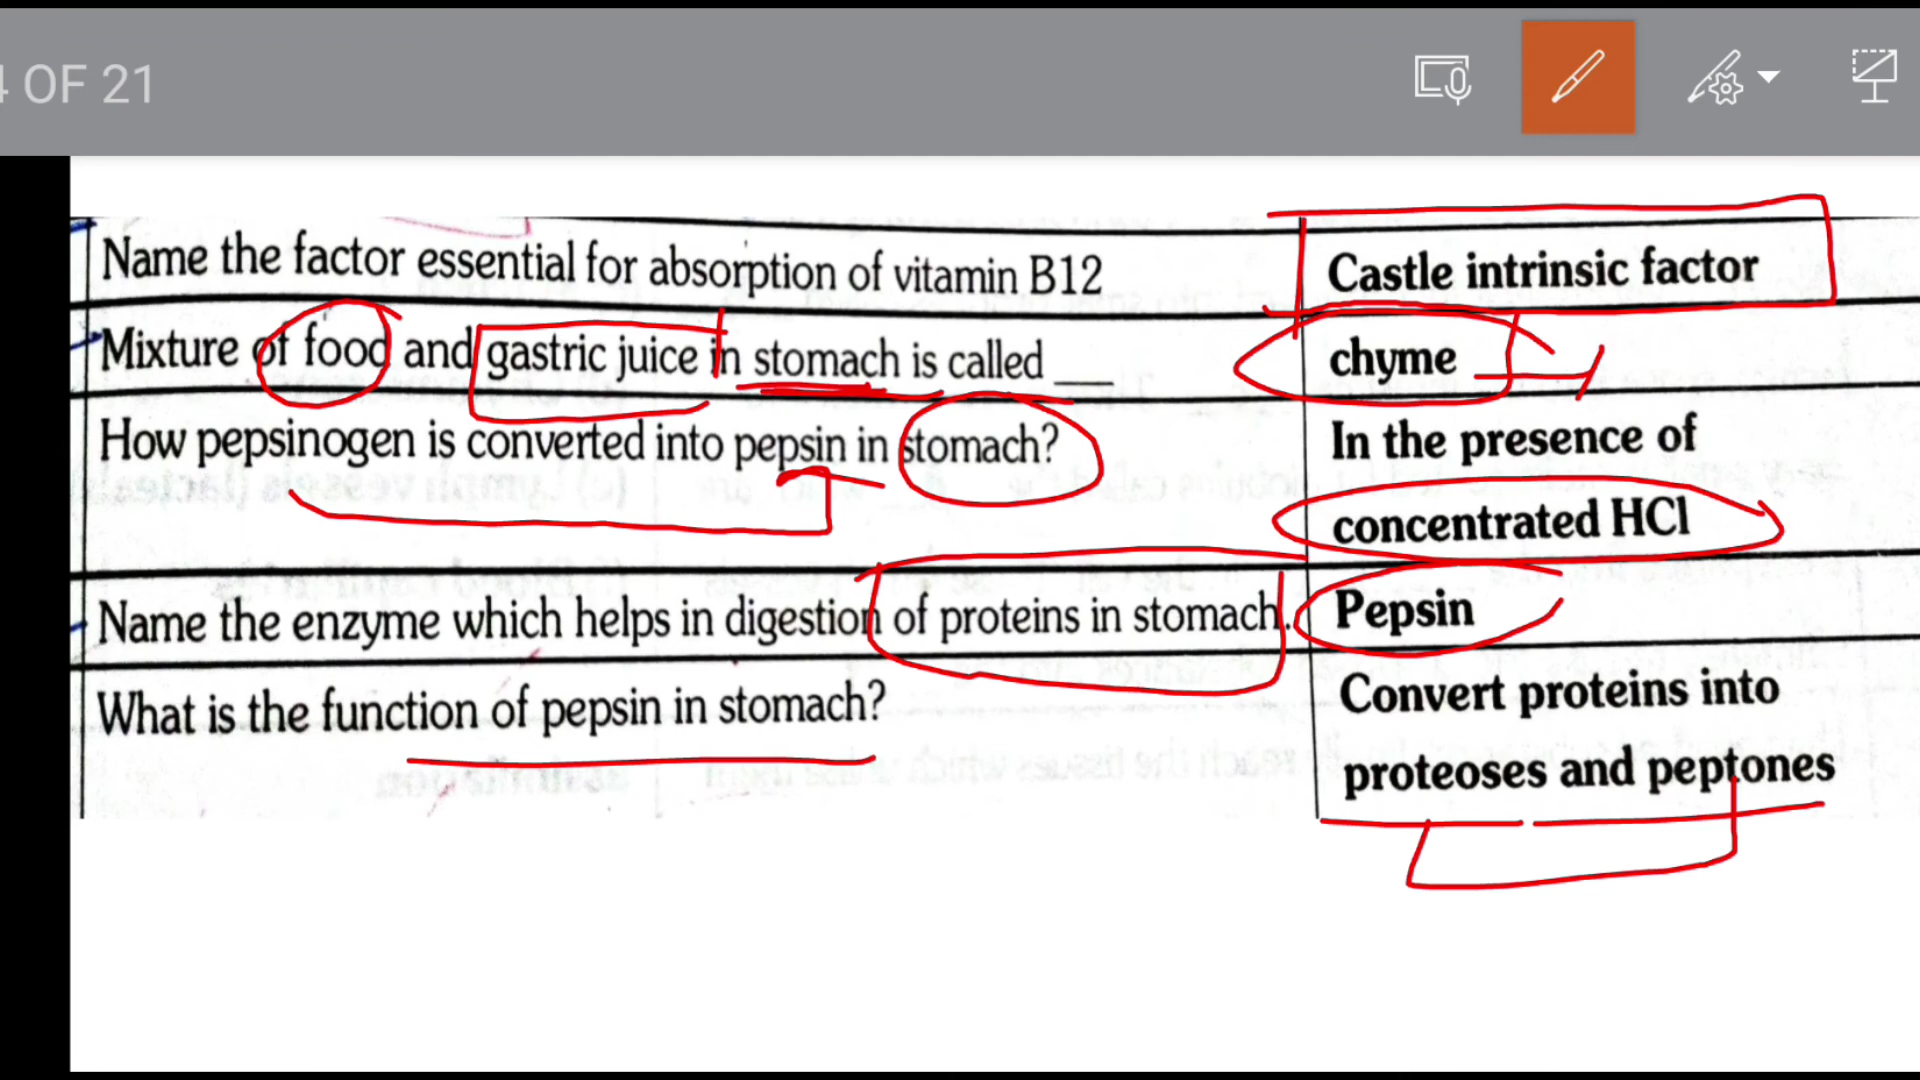 4 OF 21
Name the factor essential for absorption of vitamin B12
Castle intrinsic factor
Mixture of food and gastric juice in stomach is called ___
chyme
How pepsinogen is converted into pepsin in stomach?
In the presence of
concentrated HCl
Name the enzyme which helps in digestion of proteins in stomach.
Pepsin
What is the function of pepsin in stomach?
Convert proteins into
proteoses and peptones